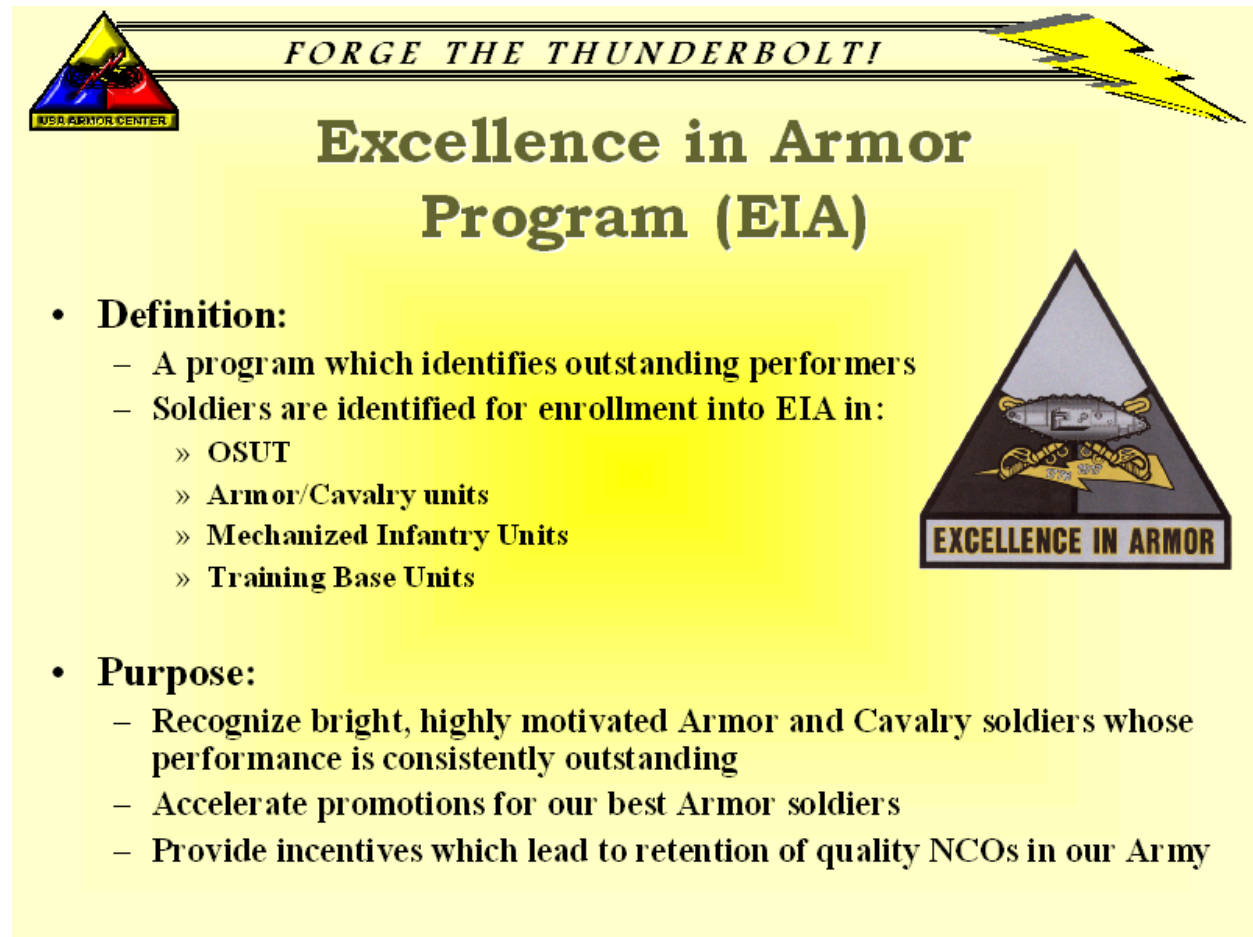 FORGE THE THUNDERBOLT!
USA ARMOR CENTER
Excellence in Armor
Program (EIA)
• Definition:
– A program which identifies outstanding performers
– Soldiers are identified for enrollment into EIA in:
» OSUT
» Armor/Cavalry units
» Mechanized Infantry Units
» Training Base Units
EXCELLENCE IN ARMOR
• Purpose:
– Recognize bright, highly motivated Armor and Cavalry soldiers whose
performance is consistently outstanding
– Accelerate promotions for our best Armor soldiers
– Provide incentives which lead to retention of quality NCOs in our Army